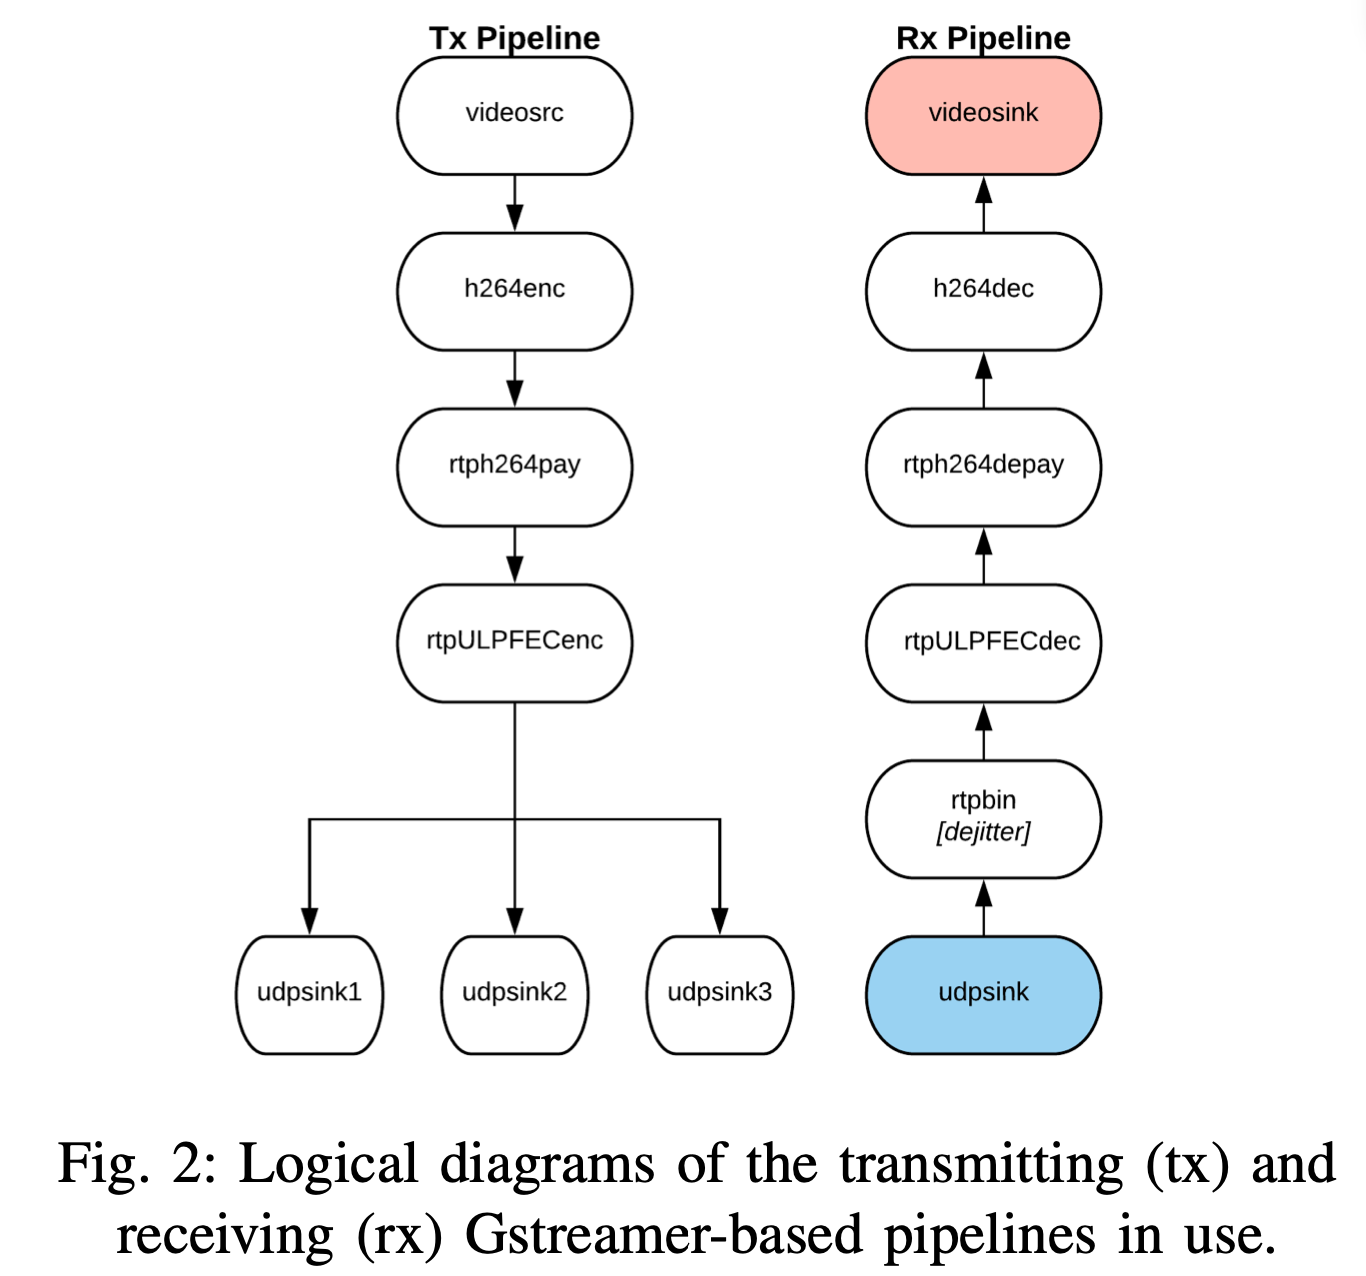 Tx Pipeline
videosrc
h264enc
rtph264pay
rtpULPFECenc
udpsink1
udpsink2
udpsink3
Rx Pipeline
videosink
h264dec
rtph264depay
rtpULPFECdec
rtpbin
[dejitter]
udpsink
Fig. 2: Logical diagrams of the transmitting (tx) and
receiving (rx) Gstreamer-based pipelines in use.